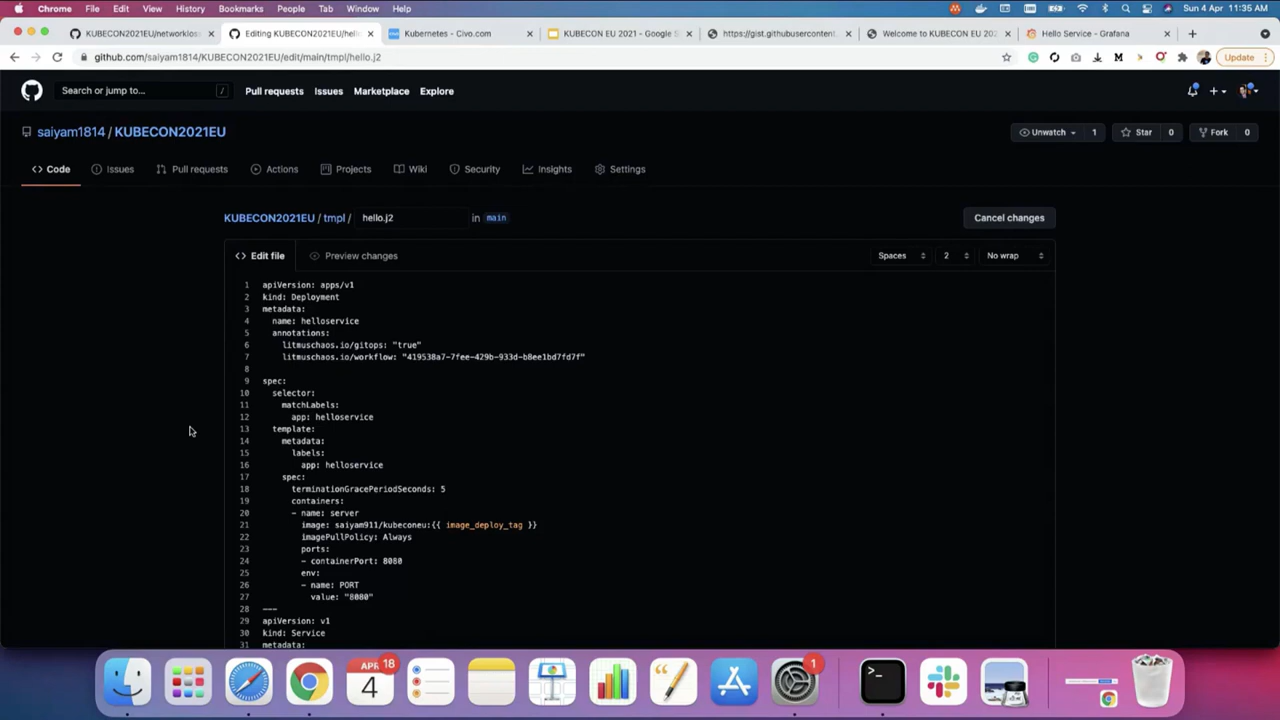 Chrome File Edit View History Bookmarks People Tab Window Help Sun 4 Apr 11:35 AM
KUBECON2021EU/networklos
Editing KUBECON2021EU/hello
Kubernetes - Civo.com
KUBECON EU 2021 - Google S
https://gist.githubusercontent.
Welcome to KUBECON EU 202
Hello Service - Grafana
github.com/saiyam1814/KUBECON2021EU/edit/main/tmpl/hello.j2
Update
Search or jump to... /
Pull requests Issues Marketplace Explore
saiyam1814 / KUBECON2021EU
Unwatch 1 Star 0 Fork 0
Code Issues Pull requests Actions Projects Wiki Security Insights Settings
KUBECON2021EU / tmpl / hello.j2 in main
Cancel changes
Edit file Preview changes Spaces 2 No wrap
1 apiVersion: apps/v1
2 kind: Deployment
3 metadata:
4 name: helloservice
5 annotations:
6 litmuschaos.io/gitops: "true"
7 litmuschaos.io/workflow: "419538a7-7fee-429b-933d-b8ee1bd7fd7f"
8
9 spec:
10 selector:
11 matchLabels:
12 app: helloservice
13 template:
14 metadata:
15 labels:
16 app: helloservice
17 spec:
18 terminationGracePeriodSeconds: 5
19 containers:
20 - name: server
21 image: saiyam911/kubeconeu:{{ image_deploy_tag }}
22 imagePullPolicy: Always
23 ports:
24 - containerPort: 8080
25 env:
26 - name: PORT
27 value: "8080"
28 ---
29 apiVersion: v1
30 kind: Service
31 metadata:
APR 18
4
1